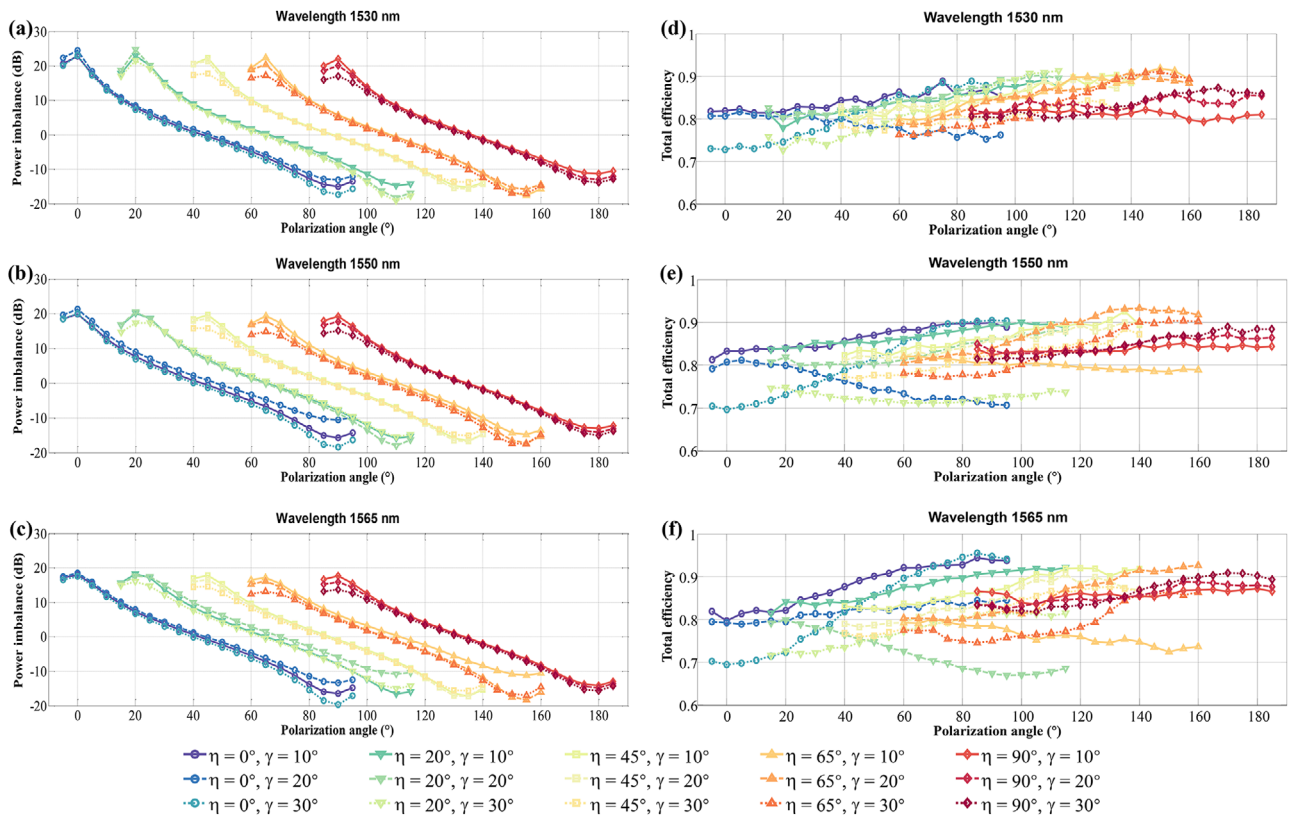 (a)
Wavelength 1530 nm
Power imbalance (dB)
30
20
10
0
-10
-20
0 20 40 60 80 100 120 140 160 180
Polarization angle (°)
(d)
Wavelength 1530 nm
Total efficiency
1
0.9
0.8
0.7
0.6
0 20 40 60 80 100 120 140 160 180
Polarization angle (°)
(b)
Wavelength 1550 nm
Power imbalance (dB)
30
20
10
0
-10
-20
0 20 40 60 80 100 120 140 160 180
Polarization angle (°)
(e)
Wavelength 1550 nm
Total efficiency
1
0.9
0.8
0.7
0.6
0 20 40 60 80 100 120 140 160 180
Polarization angle (°)
(c)
Wavelength 1565 nm
Power imbalance (dB)
30
20
10
0
-10
-20
0 20 40 60 80 100 120 140 160 180
Polarization angle (°)
(f)
Wavelength 1565 nm
Total efficiency
1
0.9
0.8
0.7
0.6
0 20 40 60 80 100 120 140 160 180
Polarization angle (°)
η = 0°, γ = 10° η = 20°, γ = 10° η = 45°, γ = 10° η = 65°, γ = 10° η = 90°, γ = 10°
η = 0°, γ = 20° η = 20°, γ = 20° η = 45°, γ = 20° η = 65°, γ = 20° η = 90°, γ = 20°
η = 0°, γ = 30° η = 20°, γ = 30° η = 45°, γ = 30° η = 65°, γ = 30° η = 90°, γ = 30°